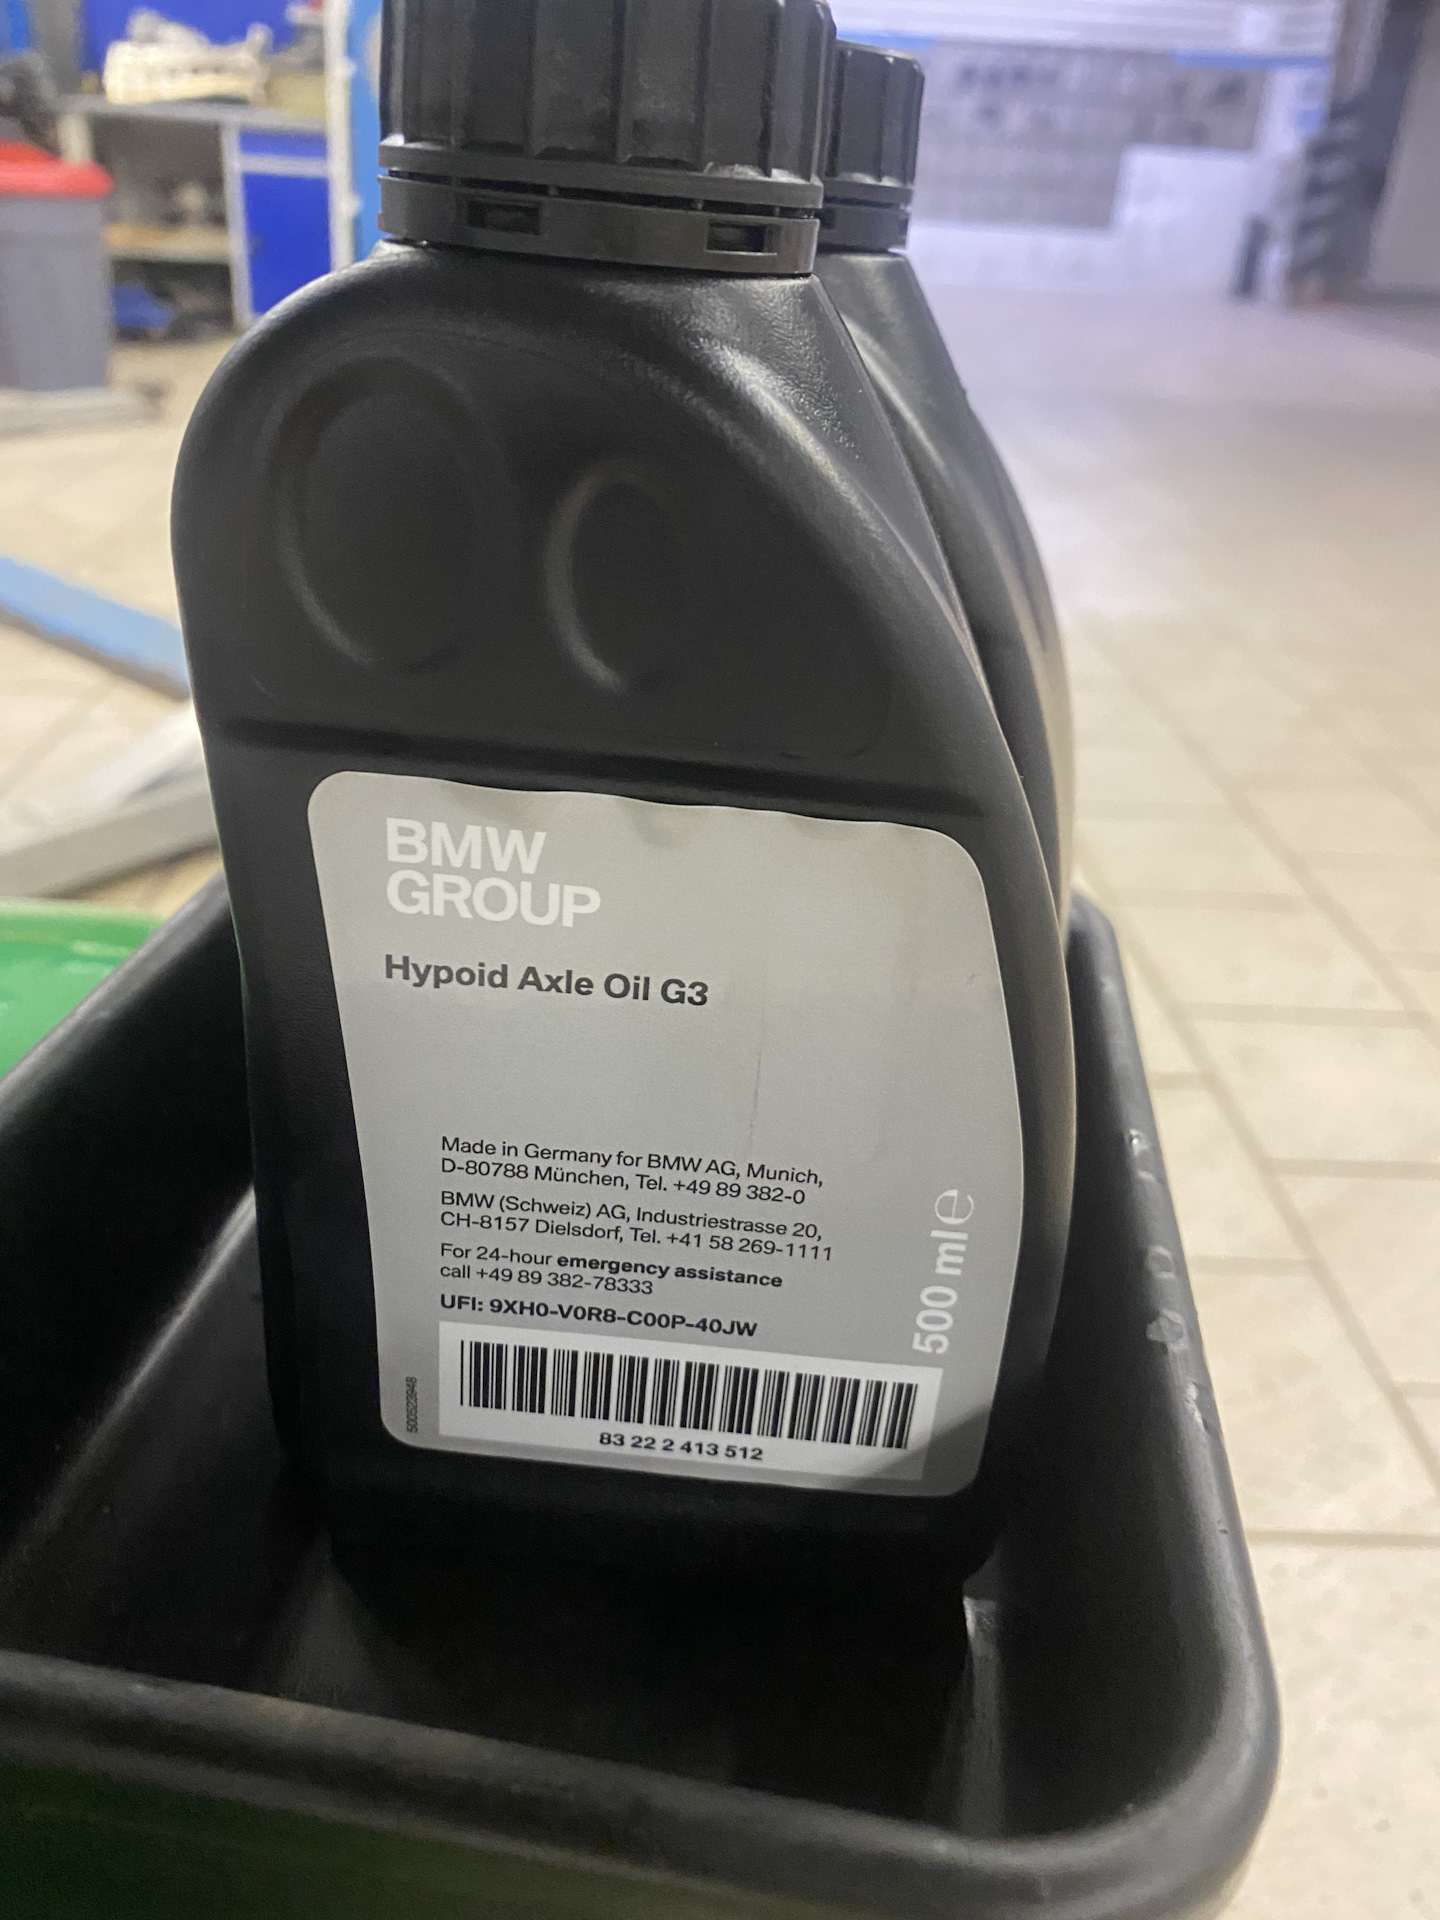 BMW
GROUP
Hypoid Axle Oil G3
Made in Germany for BMW AG, Munich,
D-80788 München, Tel. +49 89 382-0
BMW (Schweiz) AG, Industriestrasse 20,
CH-8157 Dielsdorf, Tel. +41 58 269-1111
For 24-hour emergency assistance
call +49 89 382-78333
UFI: 9XH0-V0R8-C00P-40JW
500 ml e
500523948
83 22 2 413 512